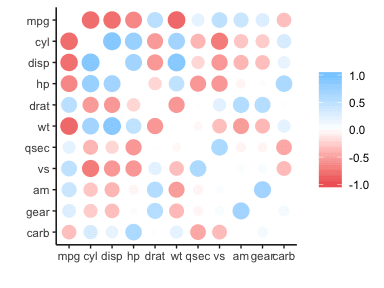 mpg
cyl
disp
hp
drat
wt
qsec
vs
am
gear
carb
mpg cyl disp hp drat wt qsec vs am gear carb
1.0
0.5
0.0
-0.5
-1.0